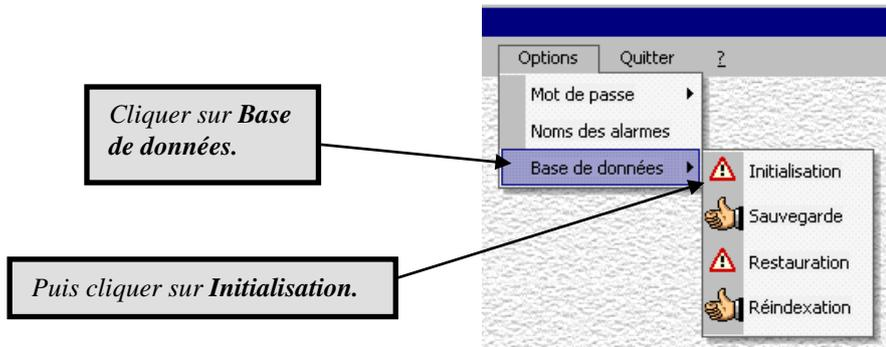 Options Quitter ?
Mot de passe
Noms des alarmes
Base de données
Initialisation
Sauvegarde
Restauration
Réindexation
Cliquer sur Base
de données.
Puis cliquer sur Initialisation.